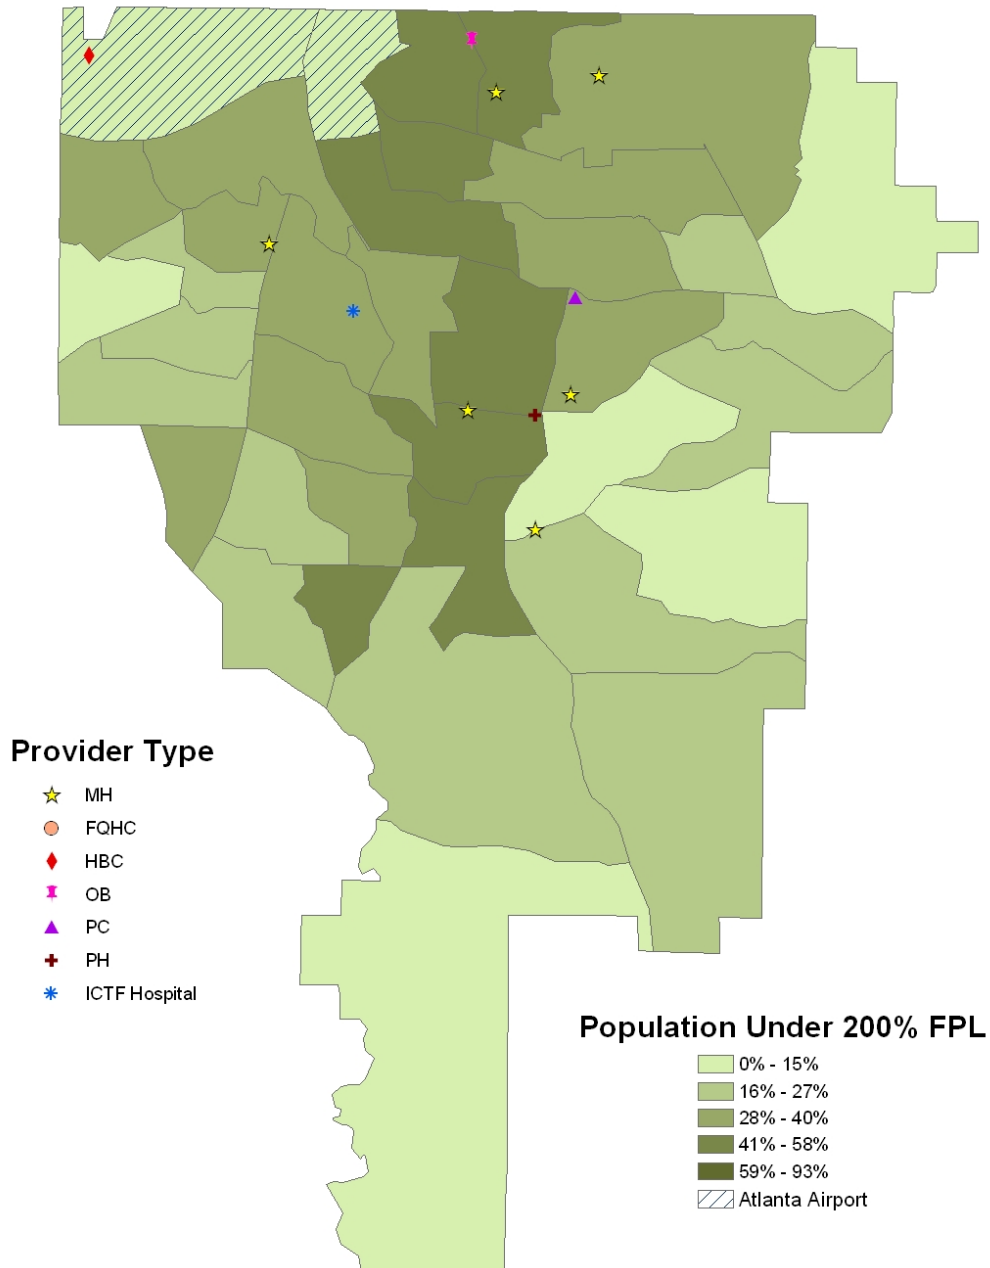 Provider Type
MH
FQHC
HBC
OB
PC
PH
ICTF Hospital
Population Under 200% FPL
0% - 15%
16% - 27%
28% - 40%
41% - 58%
59% - 93%
Atlanta Airport